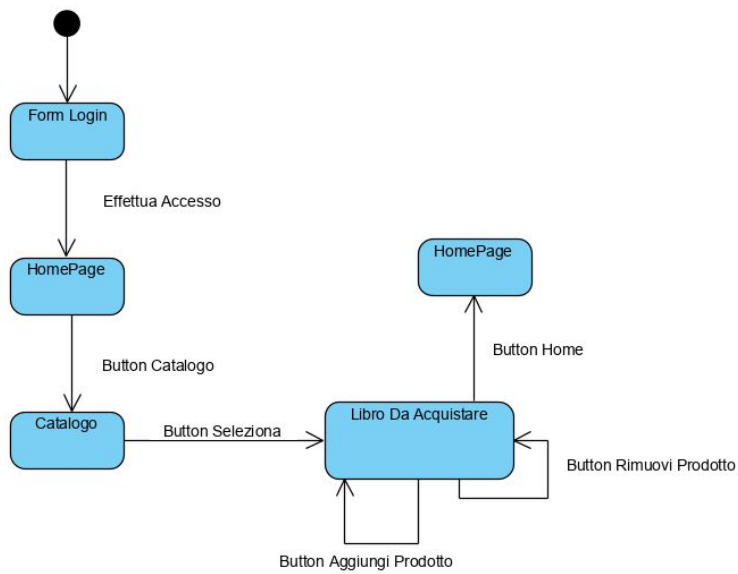 Form Login
Effettua Accesso
HomePage
HomePage
Button Home
Button Catalogo
Catalogo
Button Seleziona
Libro Da Acquistare
Button Rimuovi Prodotto
Button Aggiungi Prodotto